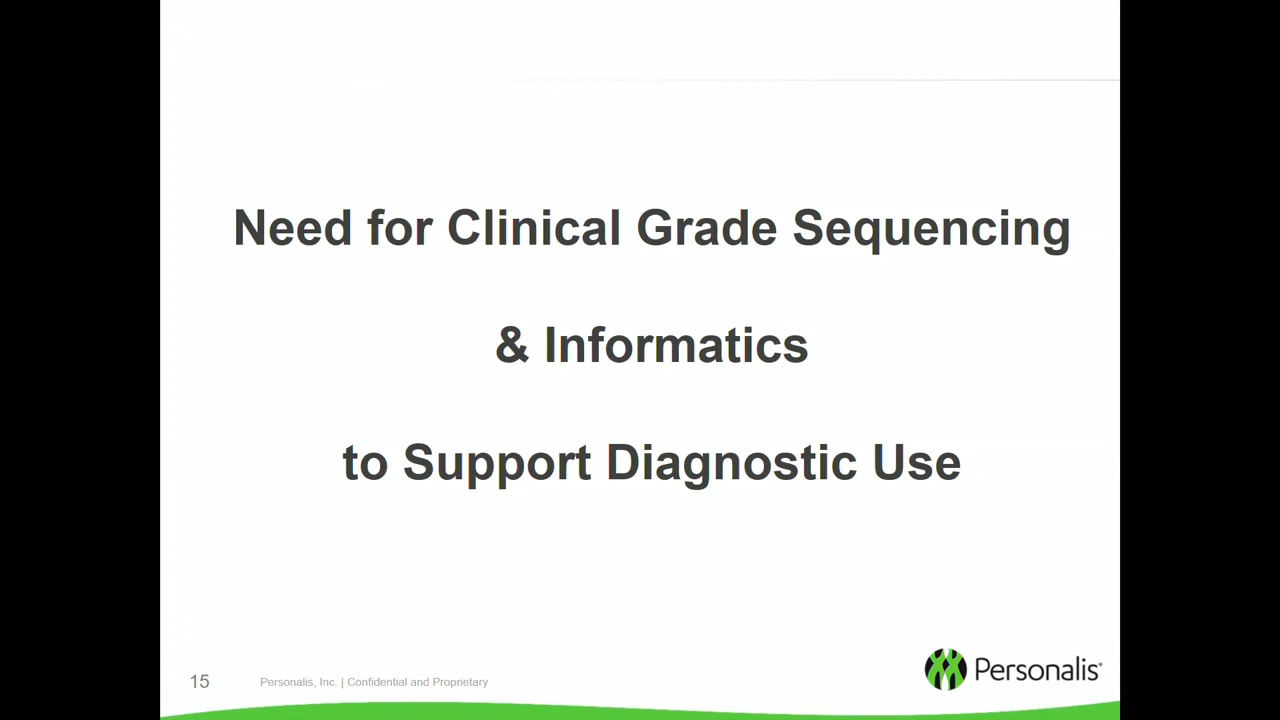 Need for Clinical Grade Sequencing
& Informatics
to Support Diagnostic Use
15
Personalis, Inc. | Confidential and Proprietary
Personalis®